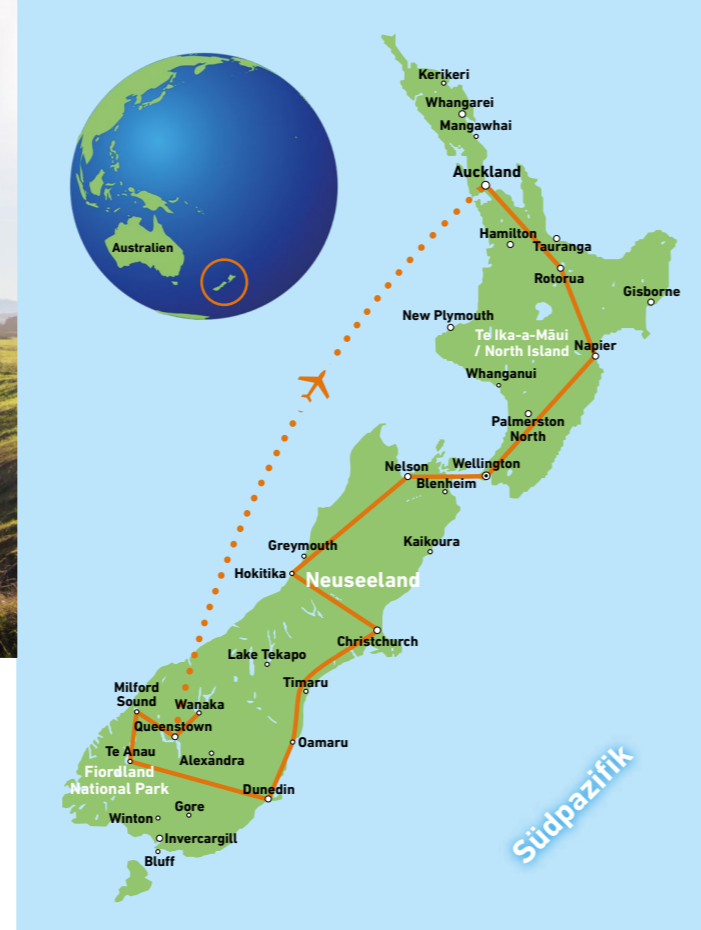 Kerikeri
Whangarei
Mangawhai
Auckland
Hamilton
Tauranga
Rotorua
Australien
Gisborne
New Plymouth
Te Ika-a-Māui
/ North Island
Napier
Whanganui
Palmerston
North
Nelson
Wellington
Blenheim
Greymouth
Kaikoura
Hokitika
Neuseeland
Christchurch
Lake Tekapo
Timaru
Milford
Sound
Wanaka
Queenstown
Oamaru
Te Anau
Alexandra
Fiordland
National Park
Dunedin
Gore
Winton
Invercargill
Bluff
Südpazifik